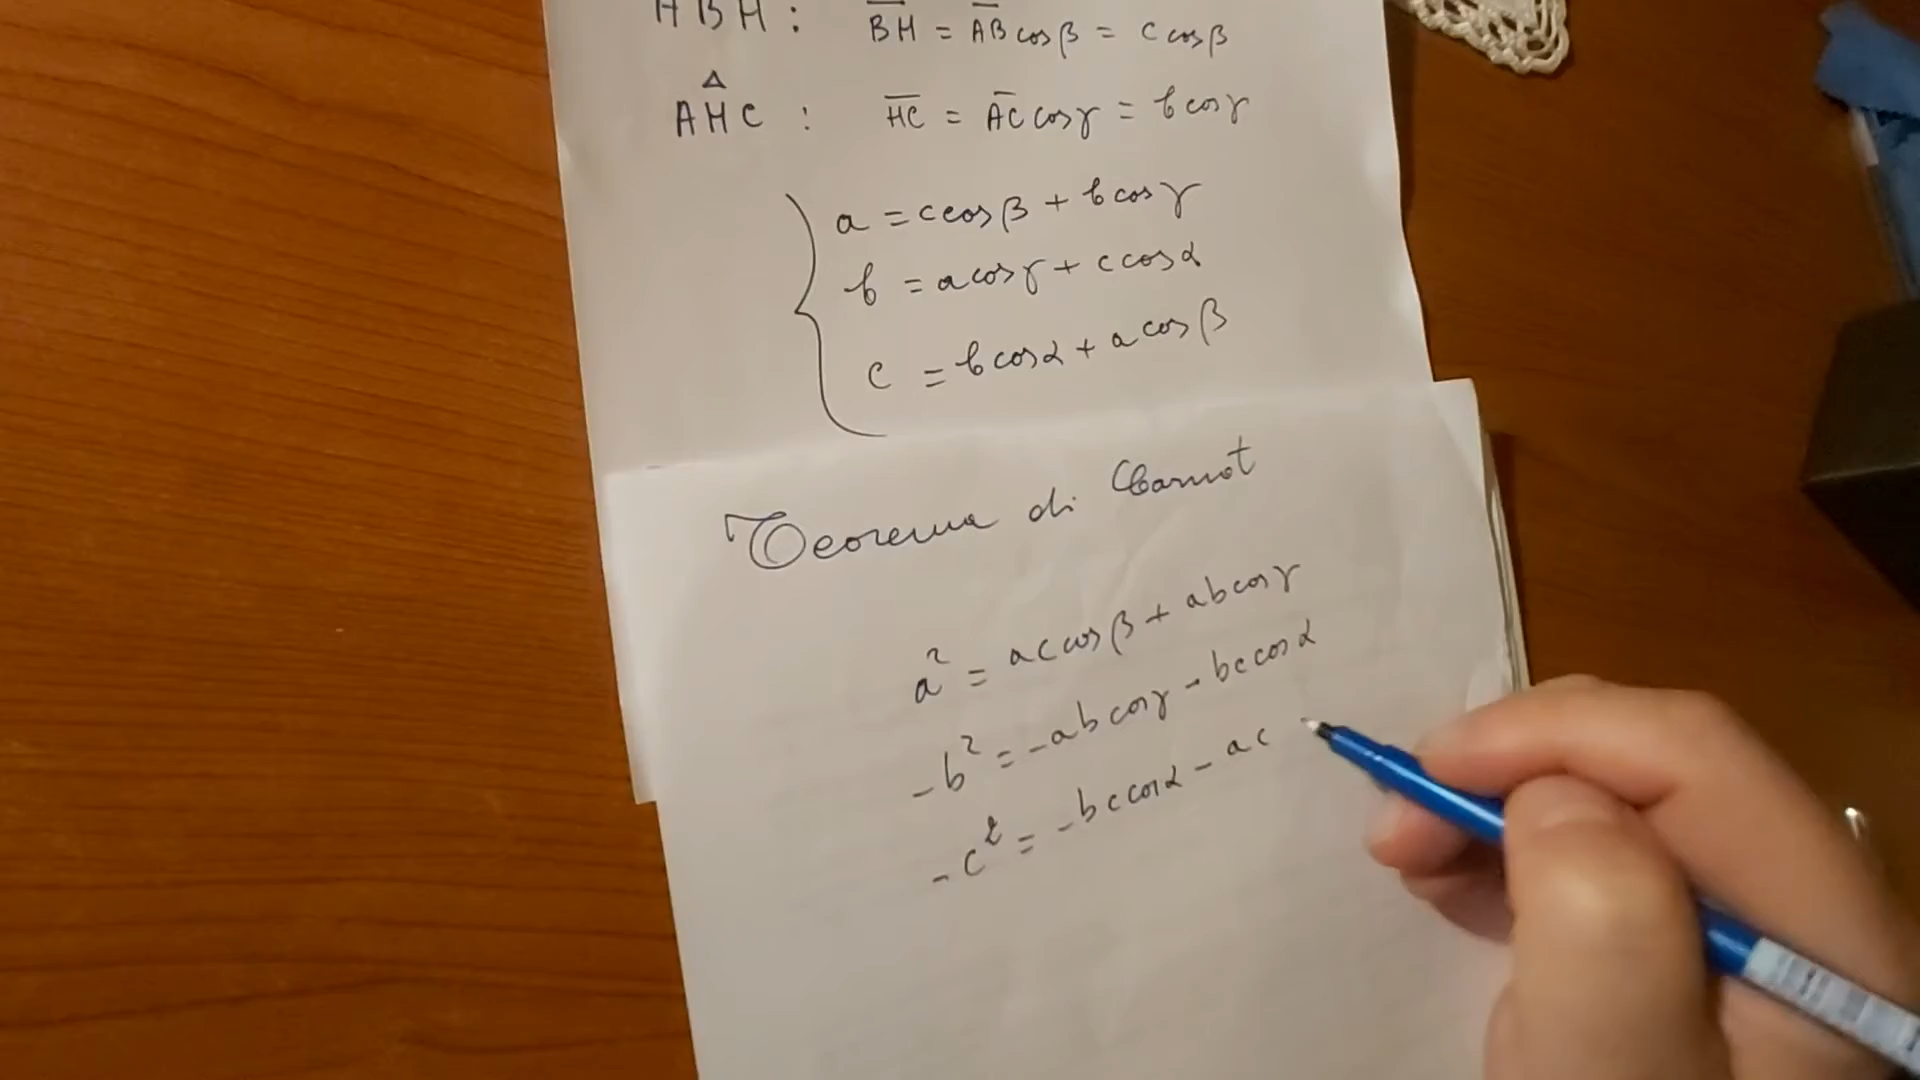 ABH : BH = AB cos β = c cos β
AHC : HC = AC cos γ = b cos γ
a = c cos β + b cos γ
b = a cos γ + c cos α
c = b cos α + a cos β
Teorema di Carnot
a² = ac cos β + ab cos γ
-b² = -ab cos γ - bc cos α
-c² = -bc cos α - ac